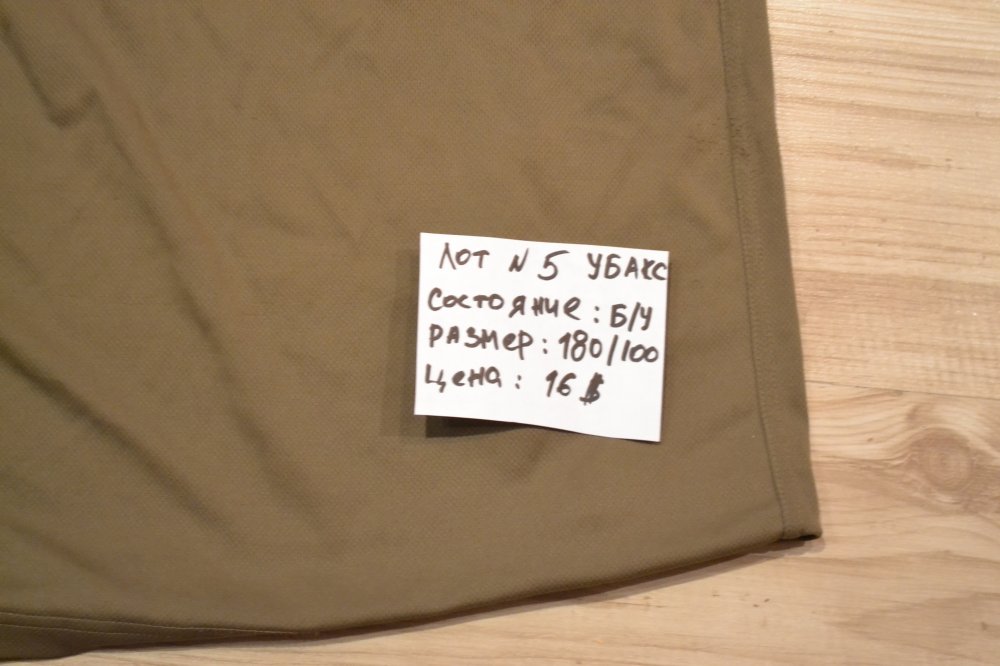 ЛОТ N 5 УБАКС
Состояние: Б/У
РАЗМЕР: 180/100
Цена: 16 $